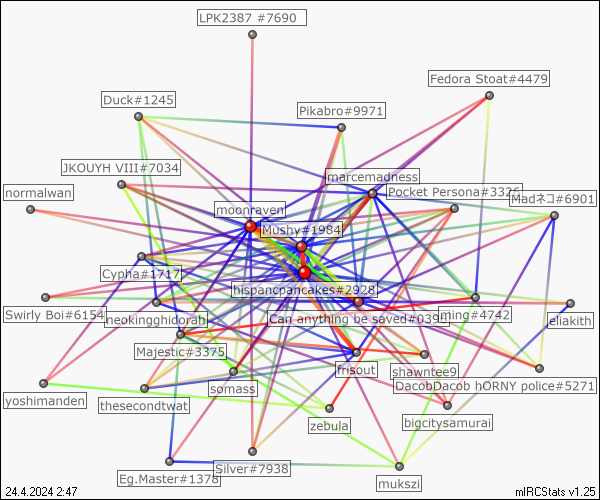 LPK2387 #7690
Fedora Stoat#4479
Duck#1245
Pikabro#9971
JKOUYH VIII#7034
marcemadness
normalwan
Pocket Persona#3326
Madネコ#6901
moonraven
Mushy#1984
Cypha#1717
hispancpancakes#2928
Swirly Boi#6154
neokingghidorah
Can anything be saved#0394
ming#4742
eliakith
Majestic#3375
frisout
shawntee9
somass
DacobDacob hORNY police#5271
yoshimanden
thesecondtwat
zebula
bigcitysamurai
Eg.Master#1378
Silver#7938
mukszi
24.4.2024 2:47
mIRCStats v1.25